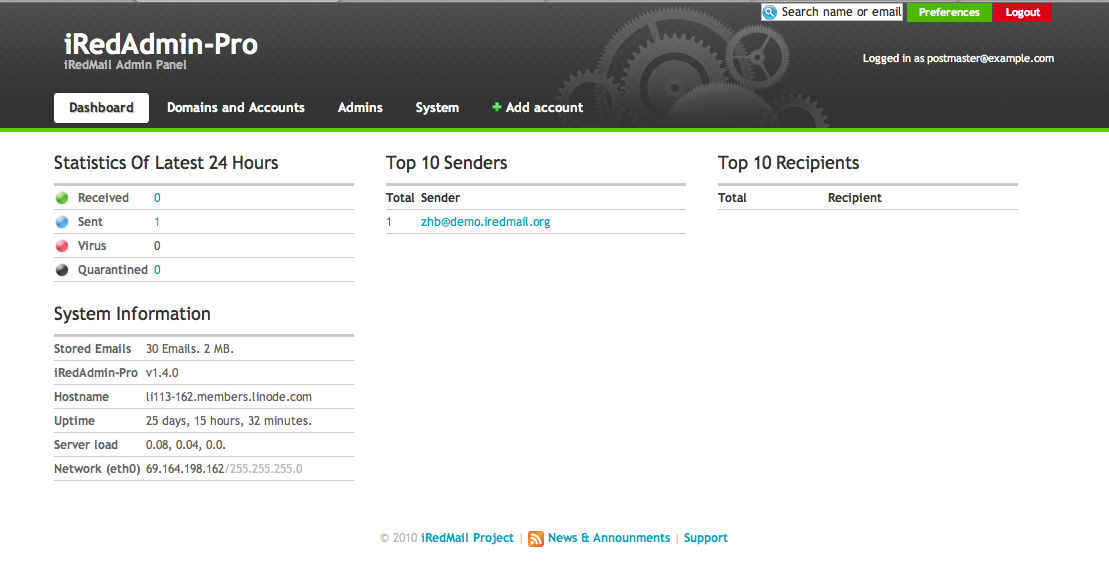 Search name or email
Preferences
Logout
iRedAdmin-Pro
iRedMail Admin Panel
Logged in as postmaster@example.com
Dashboard
Domains and Accounts
Admins
System
Add account
Statistics Of Latest 24 Hours
Received 0
Sent 1
Virus 0
Quarantined 0
System Information
Stored Emails 30 Emails. 2 MB.
iRedAdmin-Pro v1.4.0
Hostname li113-162.members.linode.com
Uptime 25 days, 15 hours, 32 minutes.
Server load 0.08, 0.04, 0.0.
Network (eth0) 69.164.198.162/255.255.255.0
Top 10 Senders
Total Sender
1 zhb@demo.iredmail.org
Top 10 Recipients
Total Recipient
© 2010 iRedMail Project | News & Announments | Support